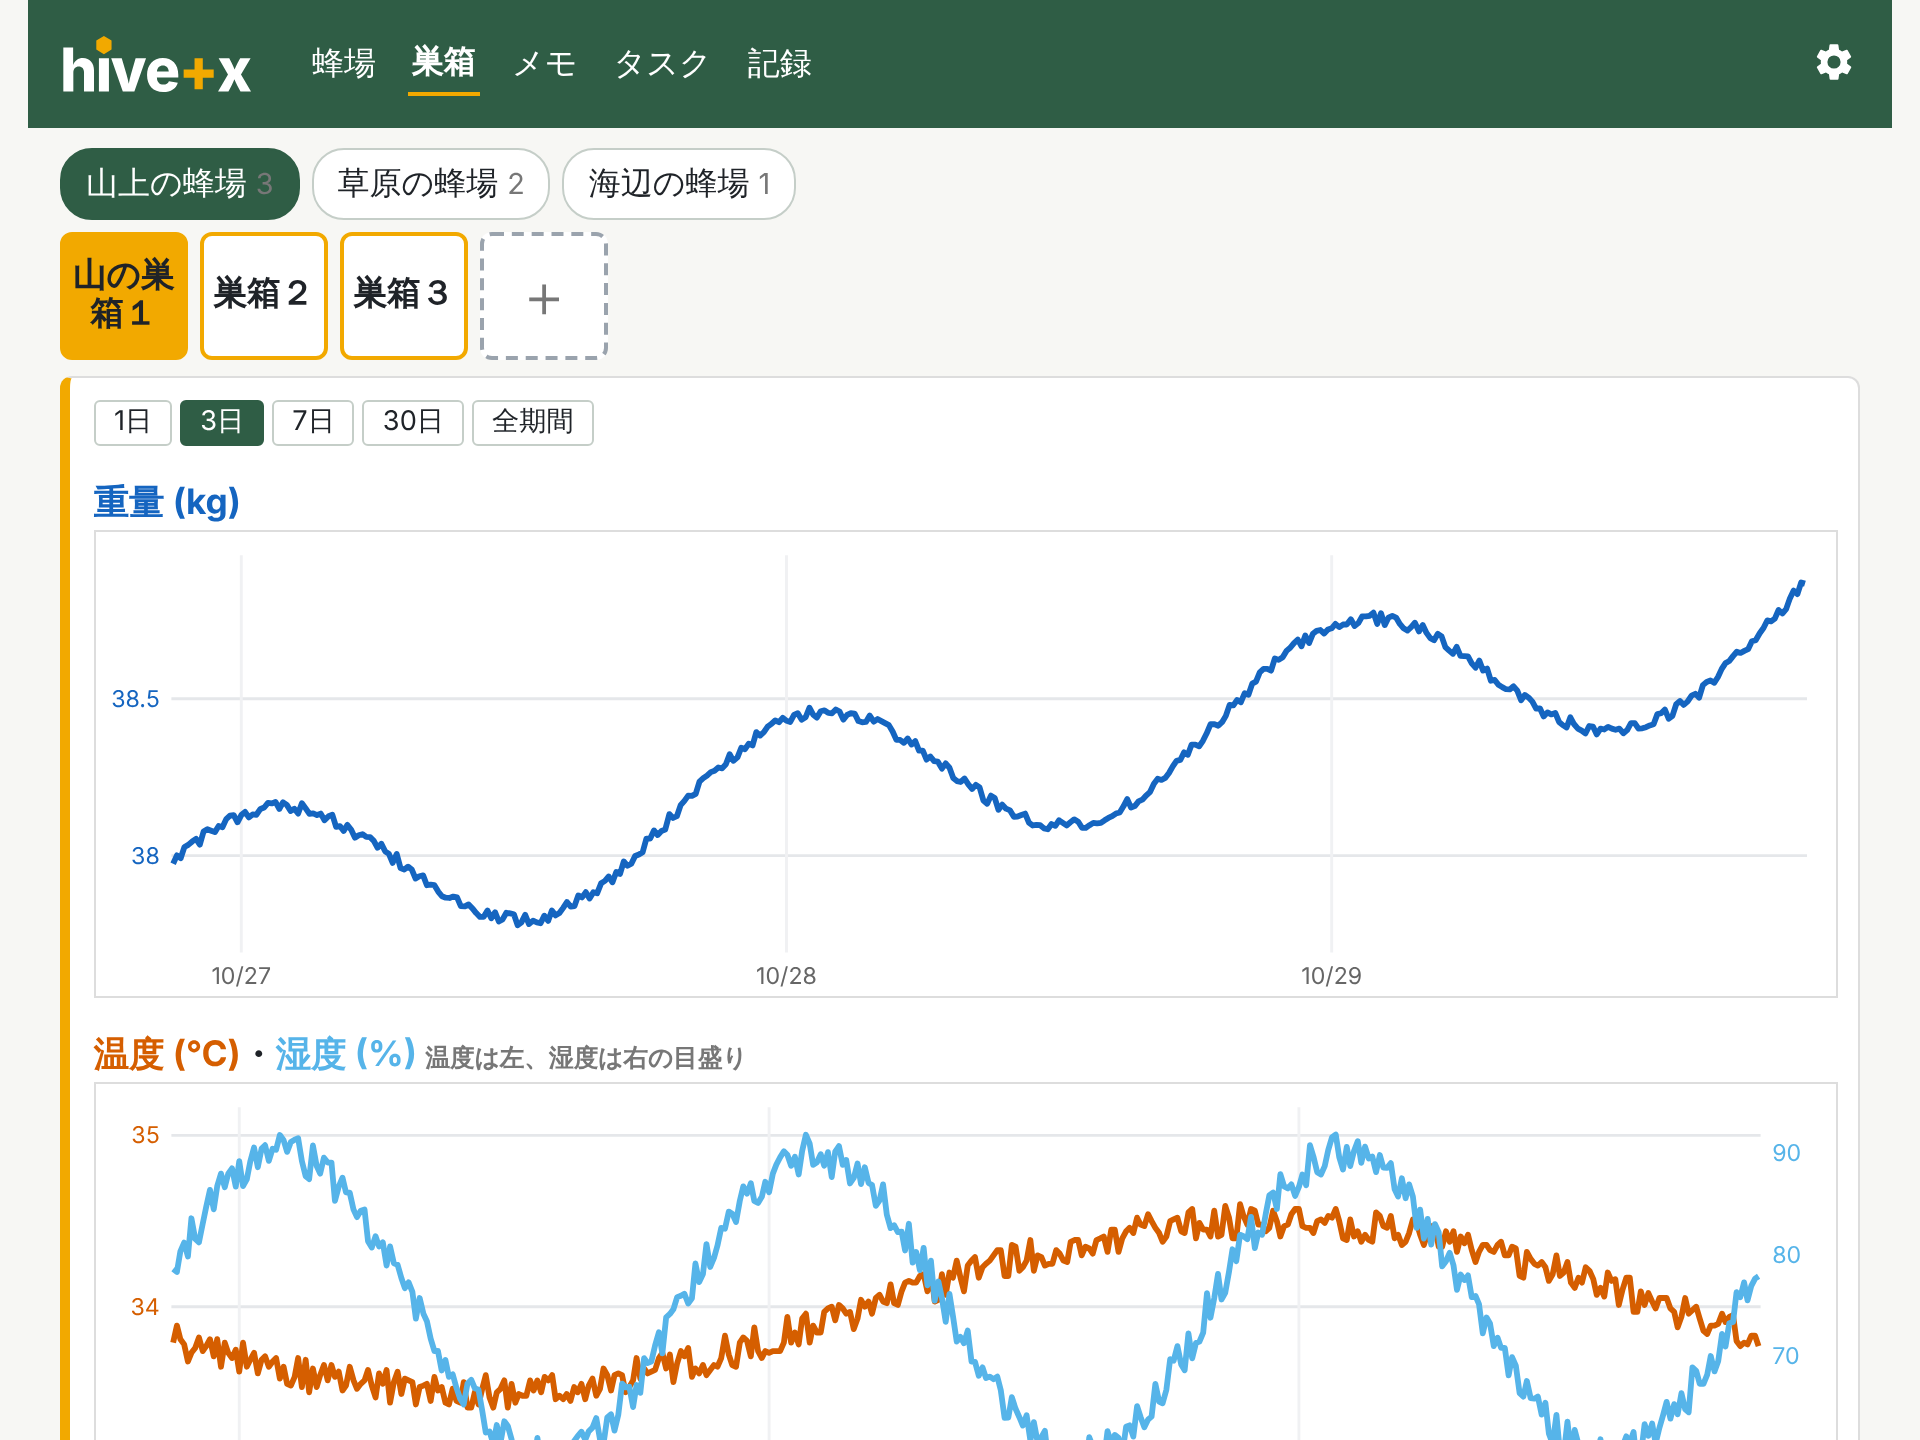 hive+x 蜂場 巣箱 メモ タスク 記録
山上の蜂場 3 草原の蜂場 2 海辺の蜂場 1
山の巣
箱１ 巣箱２ 巣箱３ +
1日 3日 7日 30日 全期間
重量 (kg)
38.5
38
10/27 10/28 10/29
温度 (°C)・湿度 (%) 温度は左、湿度は右の目盛り
35 90
80
34
70